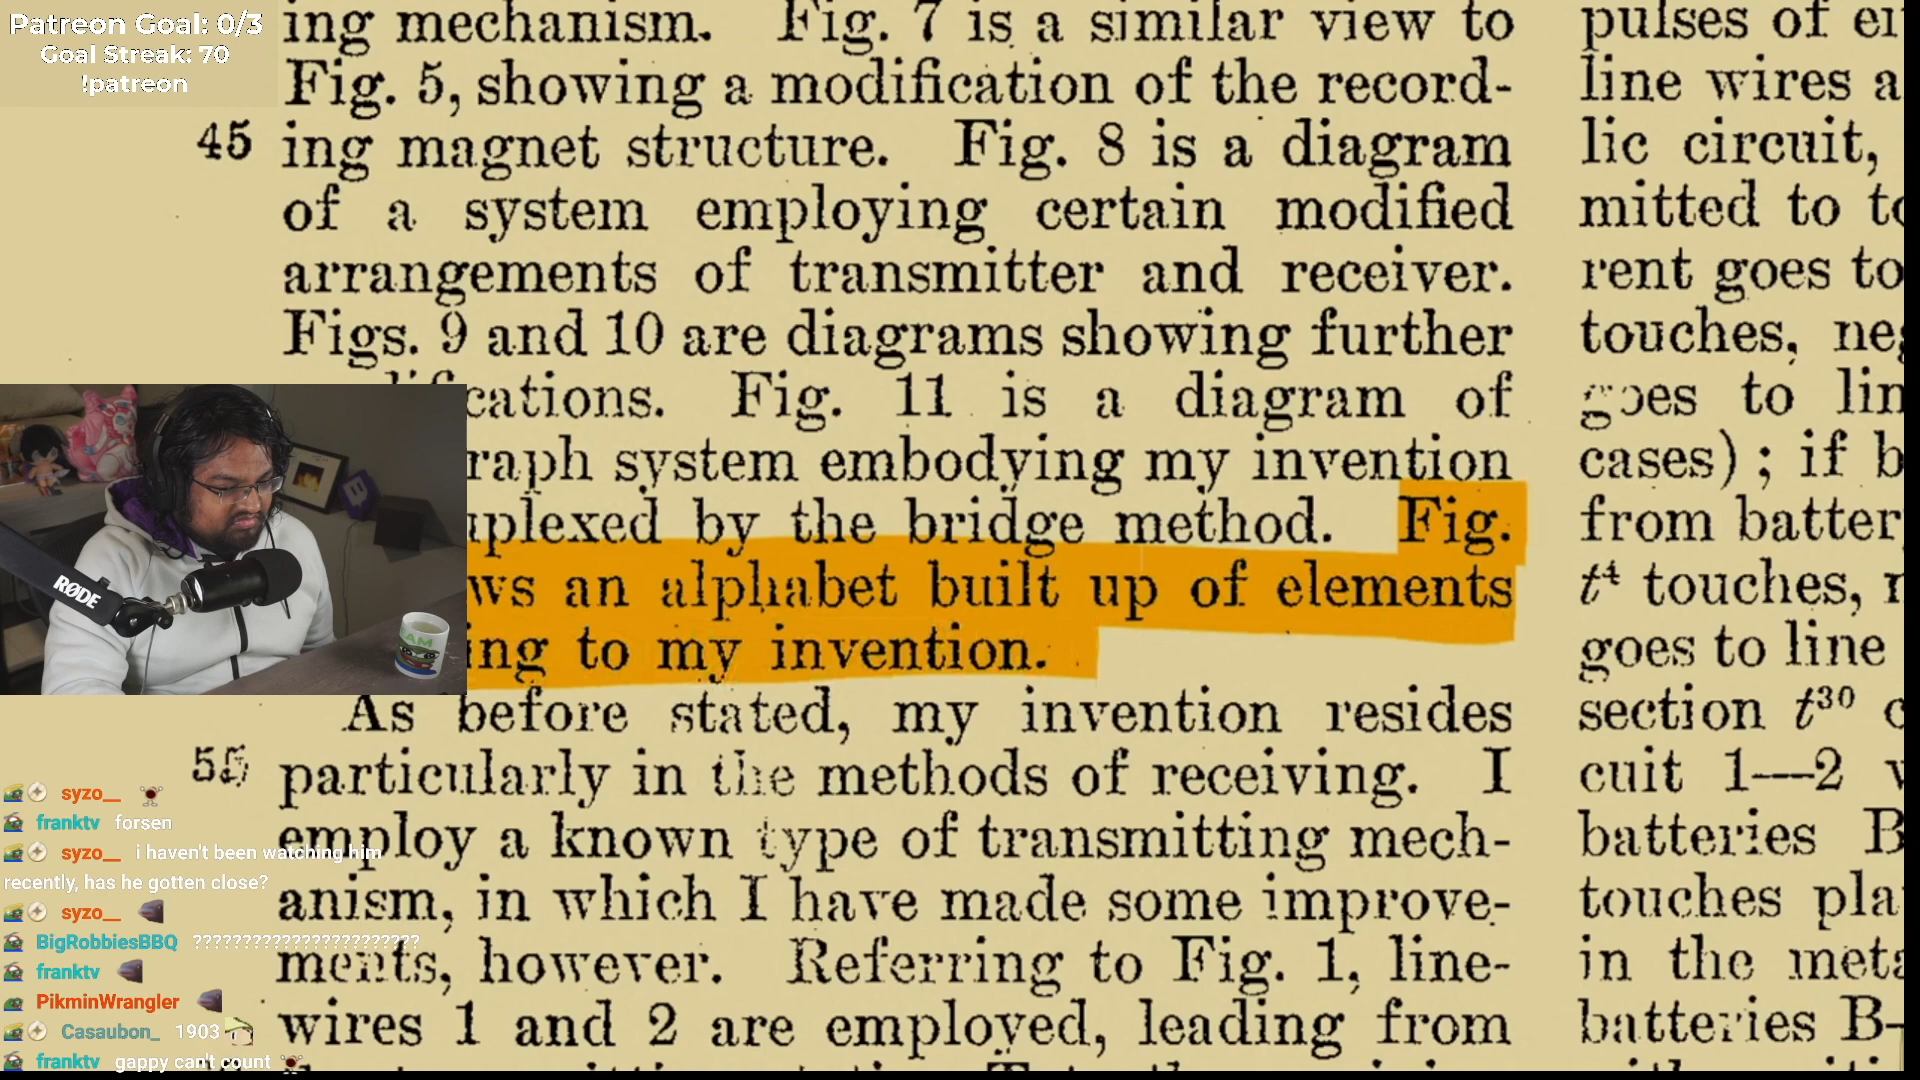 Patreon Goal: 0/3
Goal Streak: 70
!patreon
ing mechanism. Fig. 7 is a similar view to
Fig. 5, showing a modification of the record-
45 ing magnet structure. Fig. 8 is a diagram
of a system employing certain modified
arrangements of transmitter and receiver.
Figs. 9 and 10 are diagrams showing further
cations. Fig. 11 is a diagram of
raph system embodying my invention
plexed by the bridge method. Fig.
ws an alphabet built up of elements
ing to my invention.
As before stated, my invention resides
55 particularly in the methods of receiving. I
employ a known type of transmitting mech-
anism, in which I have made some improve-
ments, however. Referring to Fig. 1, line-
wires 1 and 2 are employed, leading from
pulses of
line wires a
lic circuit,
mitted to
rent goes to
touches,
goes to
cases); if
from
t⁴ touches,
goes to line
section t³⁰
cuit 1—2
batteries B
touches
in the
batteries B-
RØDE
AM
syzo__
franktv forsen
syzo__ i haven't been watching him
recently, has he gotten close?
syzo__
BigRobbiesBBQ ???????????????????????
franktv
PikminWrangler
Casaubon_ 1903
franktv gappy can't count